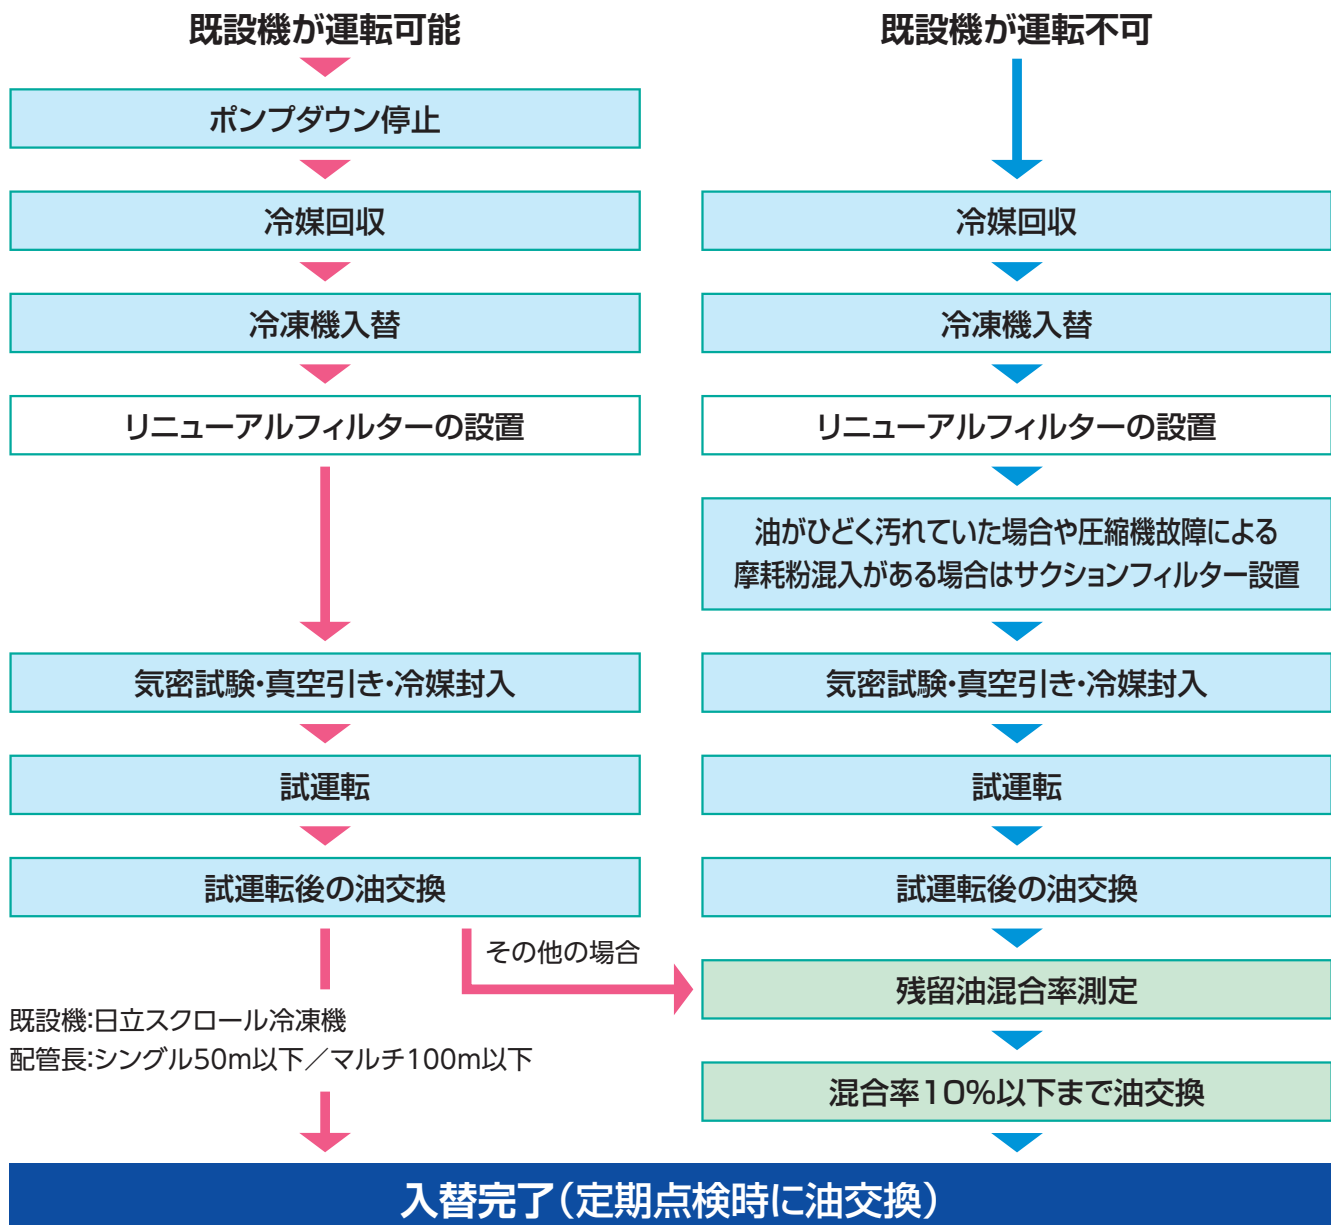 既設機が運転可能
ポンプダウン停止
冷媒回収
冷凍機入替
リニューアルフィルターの設置
気密試験・真空引き・冷媒封入
試運転
試運転後の油交換
その他の場合
既設機:日立スクロール冷凍機
配管長:シングル50m以下／マルチ100m以下
既設機が運転不可
冷媒回収
冷凍機入替
リニューアルフィルターの設置
油がひどく汚れていた場合や圧縮機故障による
摩耗粉混入がある場合はサクションフィルター設置
気密試験・真空引き・冷媒封入
試運転
試運転後の油交換
残留油混合率測定
混合率10%以下まで油交換
入替完了（定期点検時に油交換）